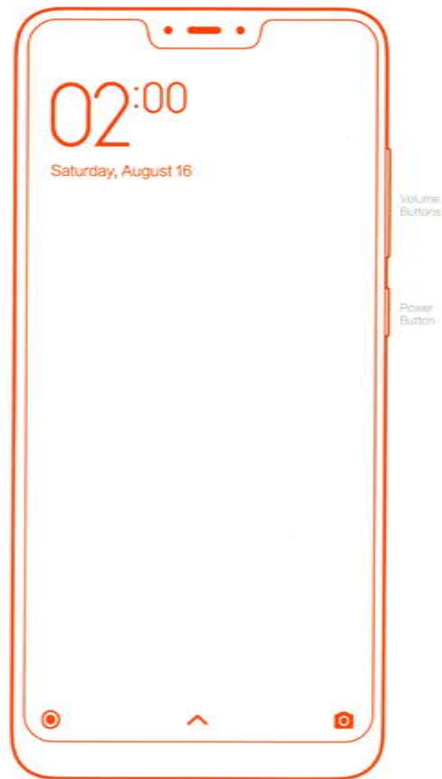 02:00
Saturday, August 16
Volume
Buttons
Power
Button